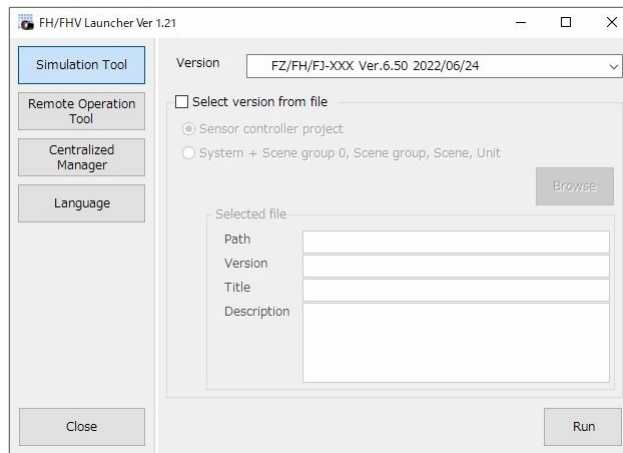 FH/FHV Launcher Ver 1.21
Simulation Tool
Remote Operation
Tool
Centralized
Manager
Language
Close
Version
FZ/FH/FJ-XXX Ver.6.50 2022/06/24
Select version from file
Sensor controller project
System + Scene group 0, Scene group, Scene, Unit
Browse
Selected file
Path
Version
Title
Description
Run